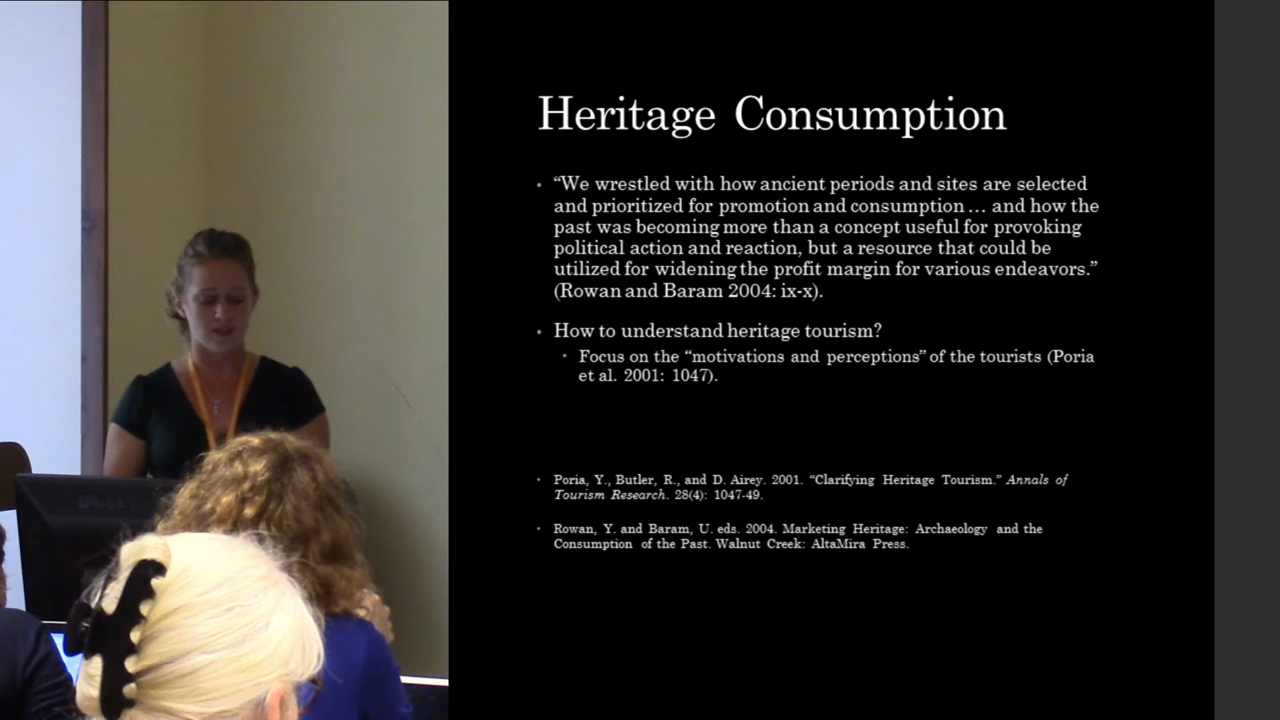 Heritage Consumption
• “We wrestled with how ancient periods and sites are selected
and prioritized for promotion and consumption… and how the
past was becoming more than a concept useful for provoking
political action and reaction, but a resource that could be
utilized for widening the profit margin for various endeavors.”
(Rowan and Baram 2004: ix-x).
• How to understand heritage tourism?
• Focus on the “motivations and perceptions” of the tourists (Poria
et al. 2001: 1047).
• Poria, Y., Butler, R., and D. Airey. 2001. “Clarifying Heritage Tourism.” Annals of
Tourism Research. 28(4): 1047-49.
• Rowan, Y. and Baram, U. eds. 2004. Marketing Heritage: Archaeology and the
Consumption of the Past. Walnut Creek: AltaMira Press.